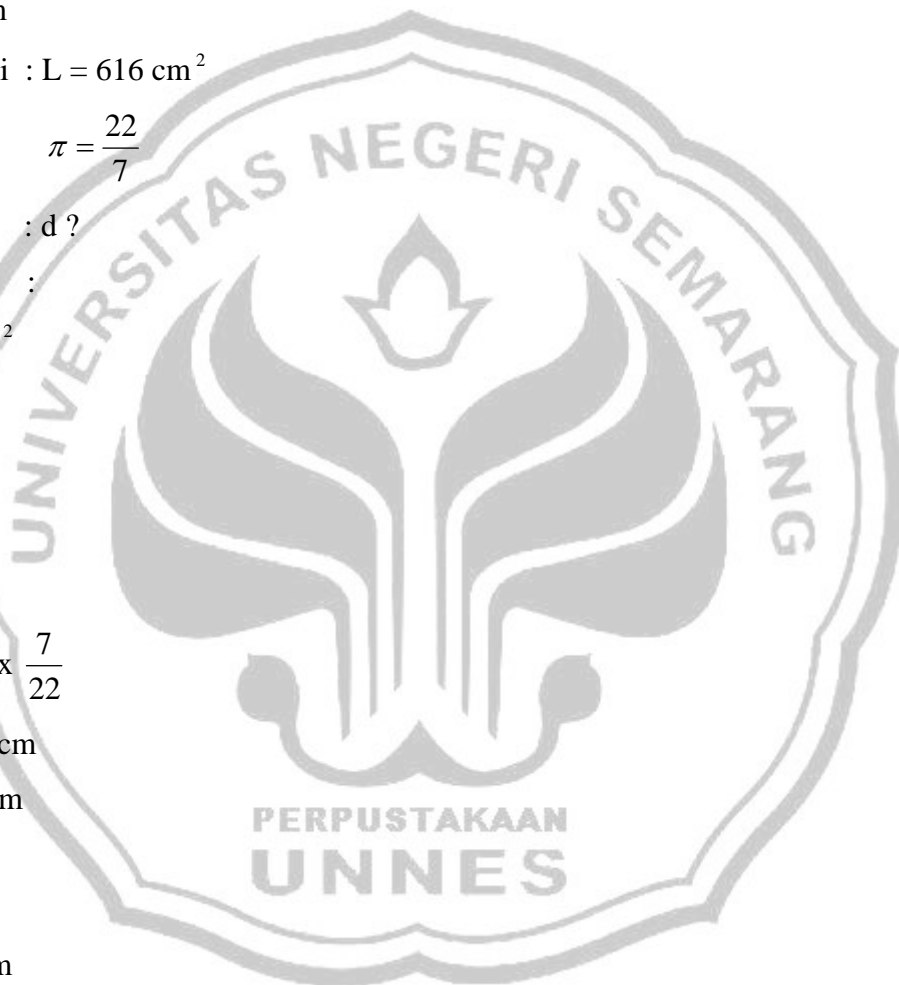 m
i : L = 616 cm²
π = 22/7
: d ?
:
²
x 7/22
cm
m
m
UNIVERSITAS NEGERI SEMARANG
PERPUSTAKAAN
UNNES